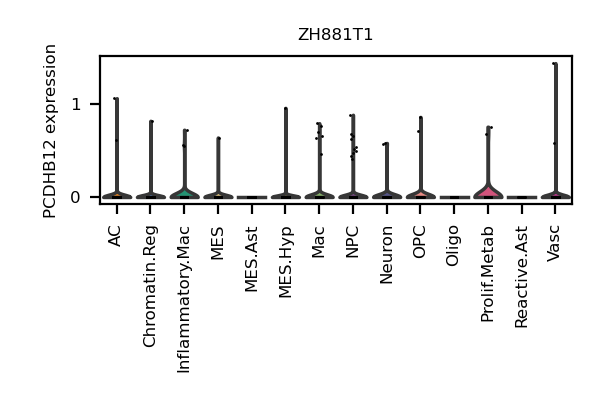 ZH881T1
PCDHB12 expression
1
0
AC
Chromatin.Reg
Inflammatory.Mac
MES
MES.Ast
MES.Hyp
Mac
NPC
Neuron
OPC
Oligo
Prolif.Metab
Reactive.Ast
Vasc